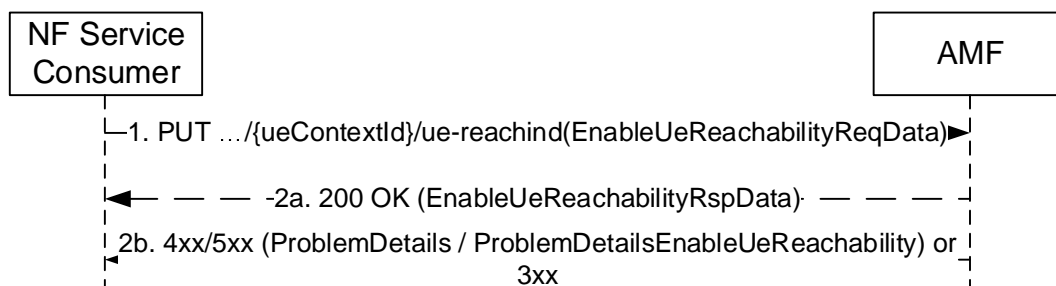 NF Service
Consumer
AMF
1. PUT …/{ueContextId}/ue-reachind(EnableUeReachabilityReqData)
2a. 200 OK (EnableUeReachabilityRspData)
2b. 4xx/5xx (ProblemDetails / ProblemDetailsEnableUeReachability) or
3xx